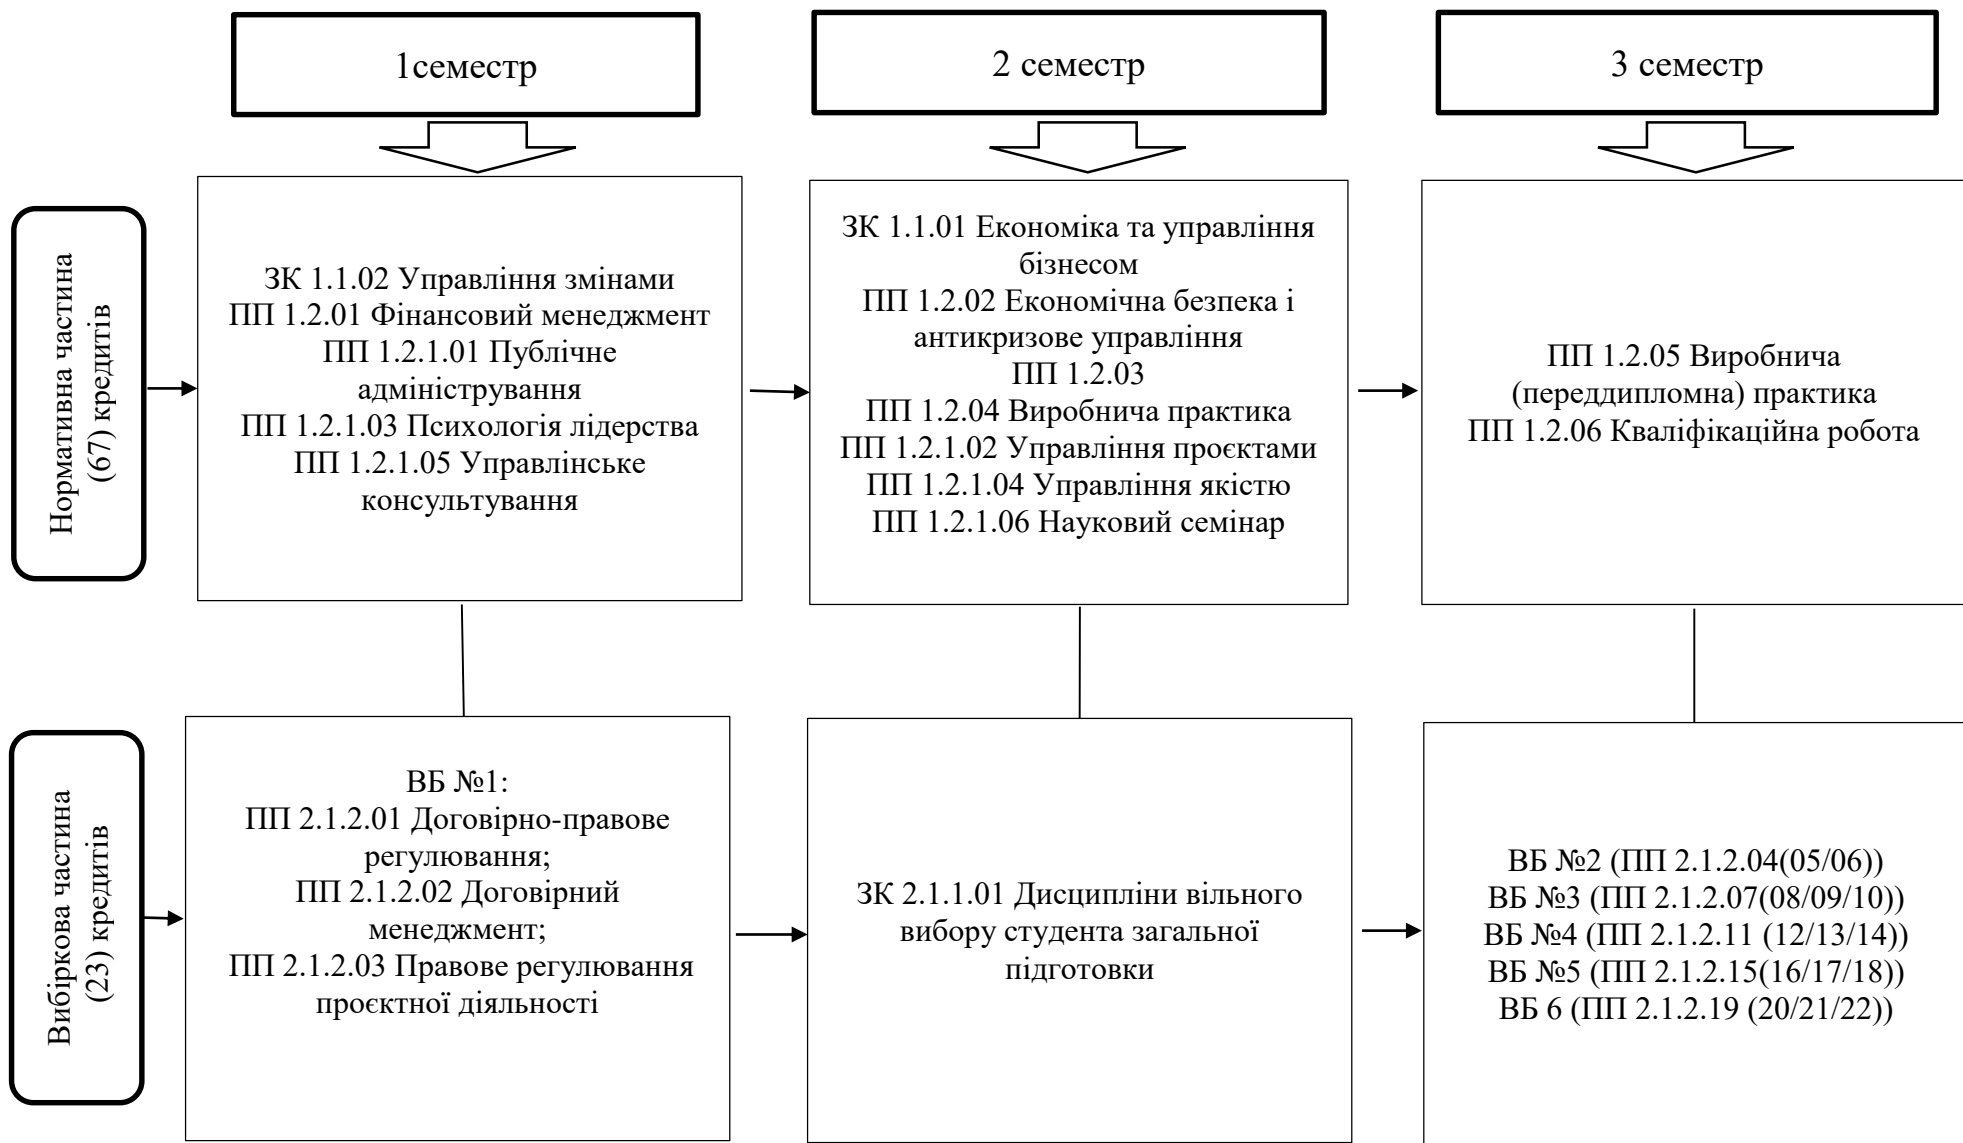 1семестр
2 семестр
3 семестр
Нормативна частина
(67) кредитів
ЗК 1.1.02 Управління змінами
ПП 1.2.01 Фінансовий менеджмент
ПП 1.2.1.01 Публічне
адміністрування
ПП 1.2.1.03 Психологія лідерства
ПП 1.2.1.05 Управлінське
консультування
ЗК 1.1.01 Економіка та управління
бізнесом
ПП 1.2.02 Економічна безпека і
антикризове управління
ПП 1.2.03
ПП 1.2.04 Виробнича практика
ПП 1.2.1.02 Управління проєктами
ПП 1.2.1.04 Управління якістю
ПП 1.2.1.06 Науковий семінар
ПП 1.2.05 Виробнича
(переддипломна) практика
ПП 1.2.06 Кваліфікаційна робота
Вибіркова частина
(23) кредитів
ВБ №1:
ПП 2.1.2.01 Договірно-правове
регулювання;
ПП 2.1.2.02 Договірний
менеджмент;
ПП 2.1.2.03 Правове регулювання
проєктної діяльності
ЗК 2.1.1.01 Дисципліни вільного
вибору студента загальної
підготовки
ВБ №2 (ПП 2.1.2.04(05/06))
ВБ №3 (ПП 2.1.2.07(08/09/10))
ВБ №4 (ПП 2.1.2.11 (12/13/14))
ВБ №5 (ПП 2.1.2.15(16/17/18))
ВБ 6 (ПП 2.1.2.19 (20/21/22))